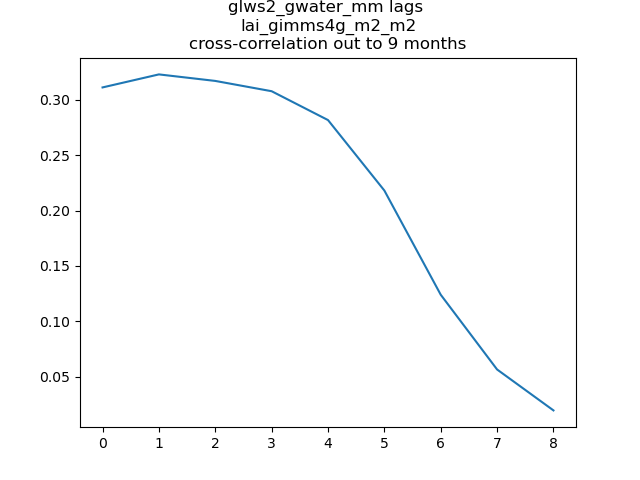 glws2_gwater_mm lags
lai_gimms4g_m2_m2
cross-correlation out to 9 months
0.30
0.25
0.20
0.15
0.10
0.05
0 1 2 3 4 5 6 7 8